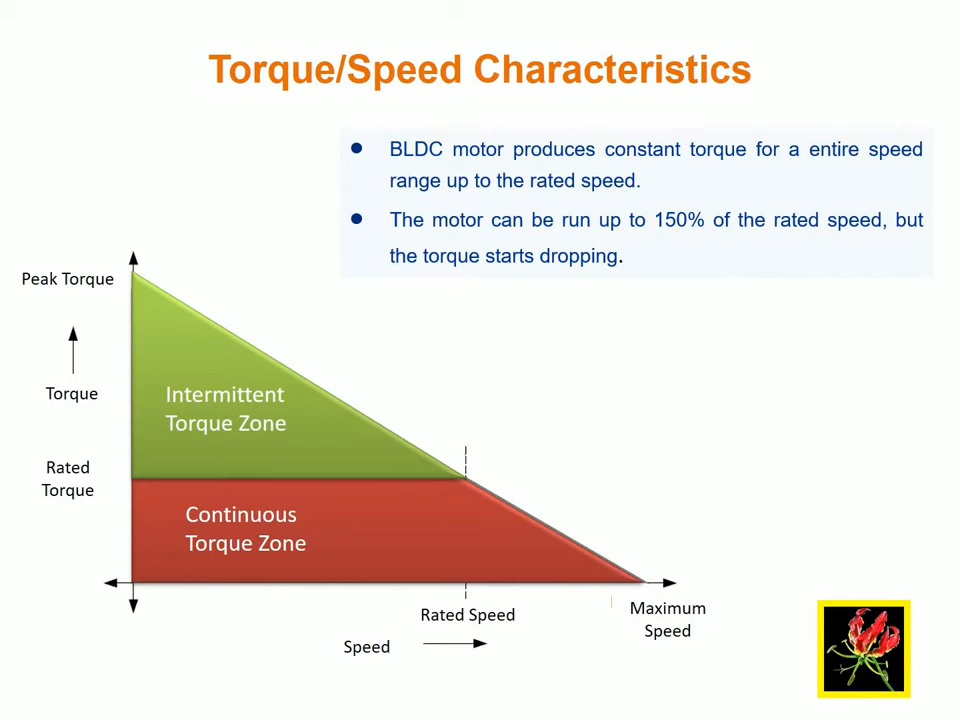 Torque/Speed Characteristics
● BLDC motor produces constant torque for a entire speed
range up to the rated speed.
● The motor can be run up to 150% of the rated speed, but
the torque starts dropping.
Peak Torque
Torque
Intermittent
Torque Zone
Rated
Torque
Continuous
Torque Zone
Rated Speed
Maximum
Speed
Speed